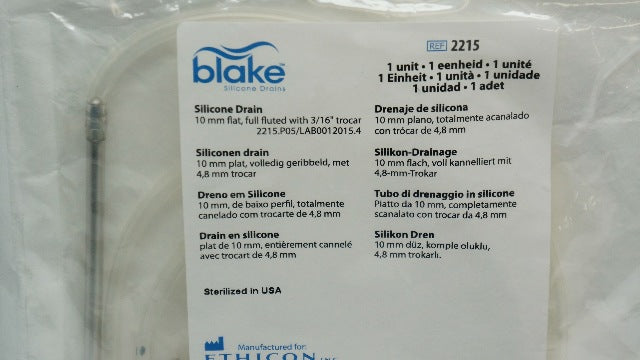 blake™
Silicone Drains
REF 2215
1 unit • 1 eenheid • 1 unité
1 Einheit • 1 unità • 1 unidade
1 unidad • 1 adet
Silicone Drain
10 mm flat, full fluted with 3/16" trocar
2215.P05/LAB0012015.4
Siliconen drain
10 mm plat, volledig geribbeld, met
4,8 mm trocar
Dreno em Silicone
10 mm, de baixo perfil, totalmente
canelado com trocarte de 4,8 mm
Drain en silicone
plat de 10 mm, entièrement cannelé
avec trocart de 4,8 mm
Drenaje de silicona
10 mm plano, totalmente acanalado
con trócar de 4,8 mm
Silikon-Drainage
10 mm flach, voll kannelliert mit
4,8-mm-Trokar
Tubo di drenaggio in silicone
Piatto da 10 mm, completamente
scanalato con trocar da 4,8 mm
Silikon Dren
10 mm düz, komple oluklu,
4,8 mm trokarlı.
Sterilized in USA
Manufactured for:
ETHICON INC